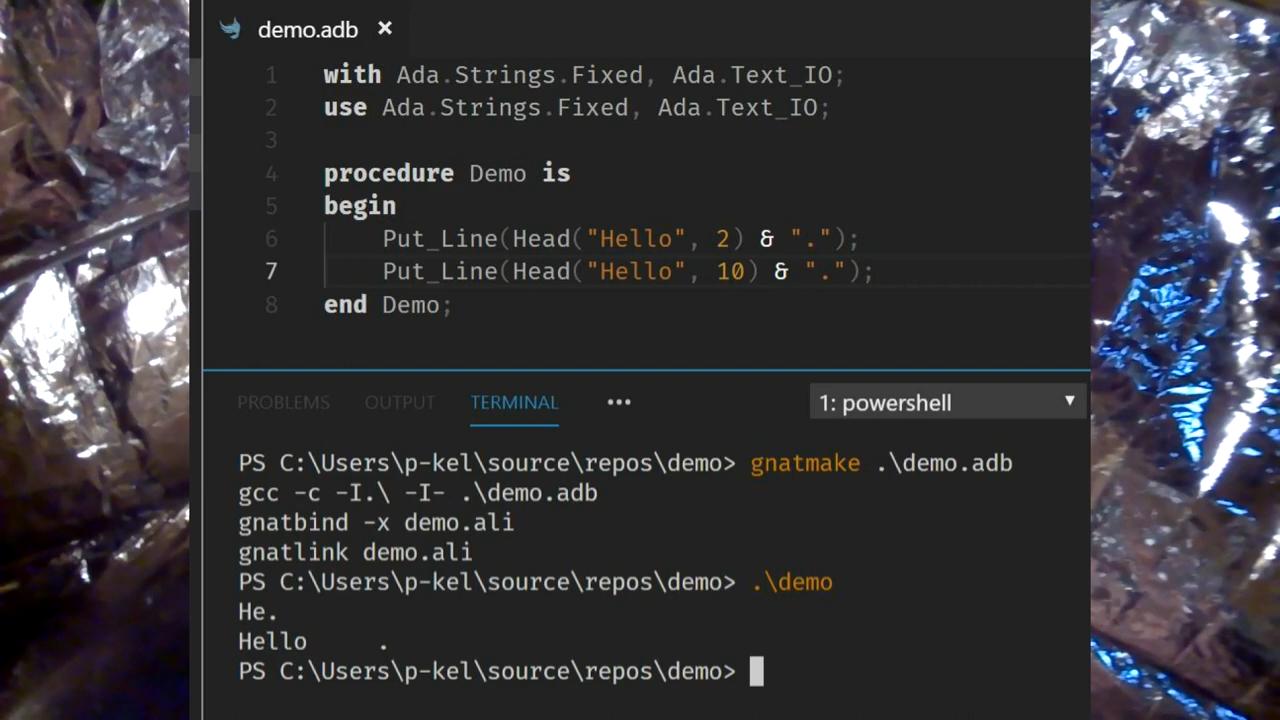 demo.adb ×
1 with Ada.Strings.Fixed, Ada.Text_IO;
2 use Ada.Strings.Fixed, Ada.Text_IO;
3
4 procedure Demo is
5 begin
6 Put_Line(Head("Hello", 2) & ".");
7 Put_Line(Head("Hello", 10) & ".");
8 end Demo;
PROBLEMS OUTPUT TERMINAL ••• 1: powershell
PS C:\Users\p-kel\source\repos\demo> gnatmake .\demo.adb
gcc -c -I.\ -I- .\demo.adb
gnatbind -x demo.ali
gnatlink demo.ali
PS C:\Users\p-kel\source\repos\demo> .\demo
He.
Hello     .
PS C:\Users\p-kel\source\repos\demo>